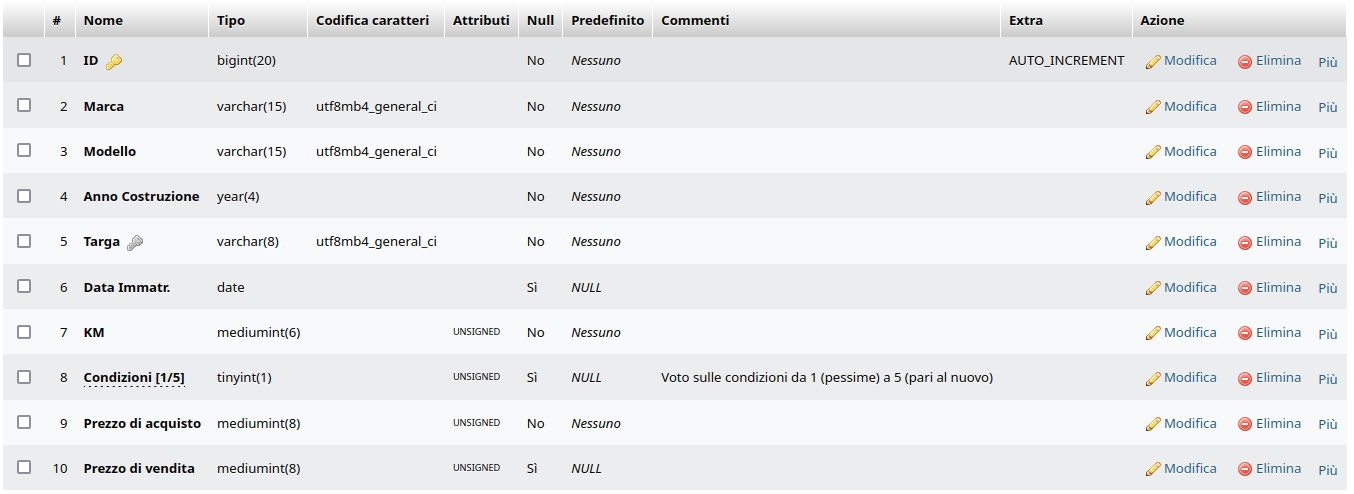 # Nome Tipo Codifica caratteri Attributi Null Predefinito Commenti Extra Azione
1 ID bigint(20) No Nessuno AUTO_INCREMENT Modifica Elimina Più
2 Marca varchar(15) utf8mb4_general_ci No Nessuno Modifica Elimina Più
3 Modello varchar(15) utf8mb4_general_ci No Nessuno Modifica Elimina Più
4 Anno Costruzione year(4) No Nessuno Modifica Elimina Più
5 Targa varchar(8) utf8mb4_general_ci No Nessuno Modifica Elimina Più
6 Data Immatr. date Sì NULL Modifica Elimina Più
7 KM mediumint(6) UNSIGNED No Nessuno Modifica Elimina Più
8 Condizioni [1/5] tinyint(1) UNSIGNED Sì NULL Voto sulle condizioni da 1 (pessime) a 5 (pari al nuovo) Modifica Elimina Più
9 Prezzo di acquisto mediumint(8) UNSIGNED No Nessuno Modifica Elimina Più
10 Prezzo di vendita mediumint(8) UNSIGNED Sì NULL Modifica Elimina Più